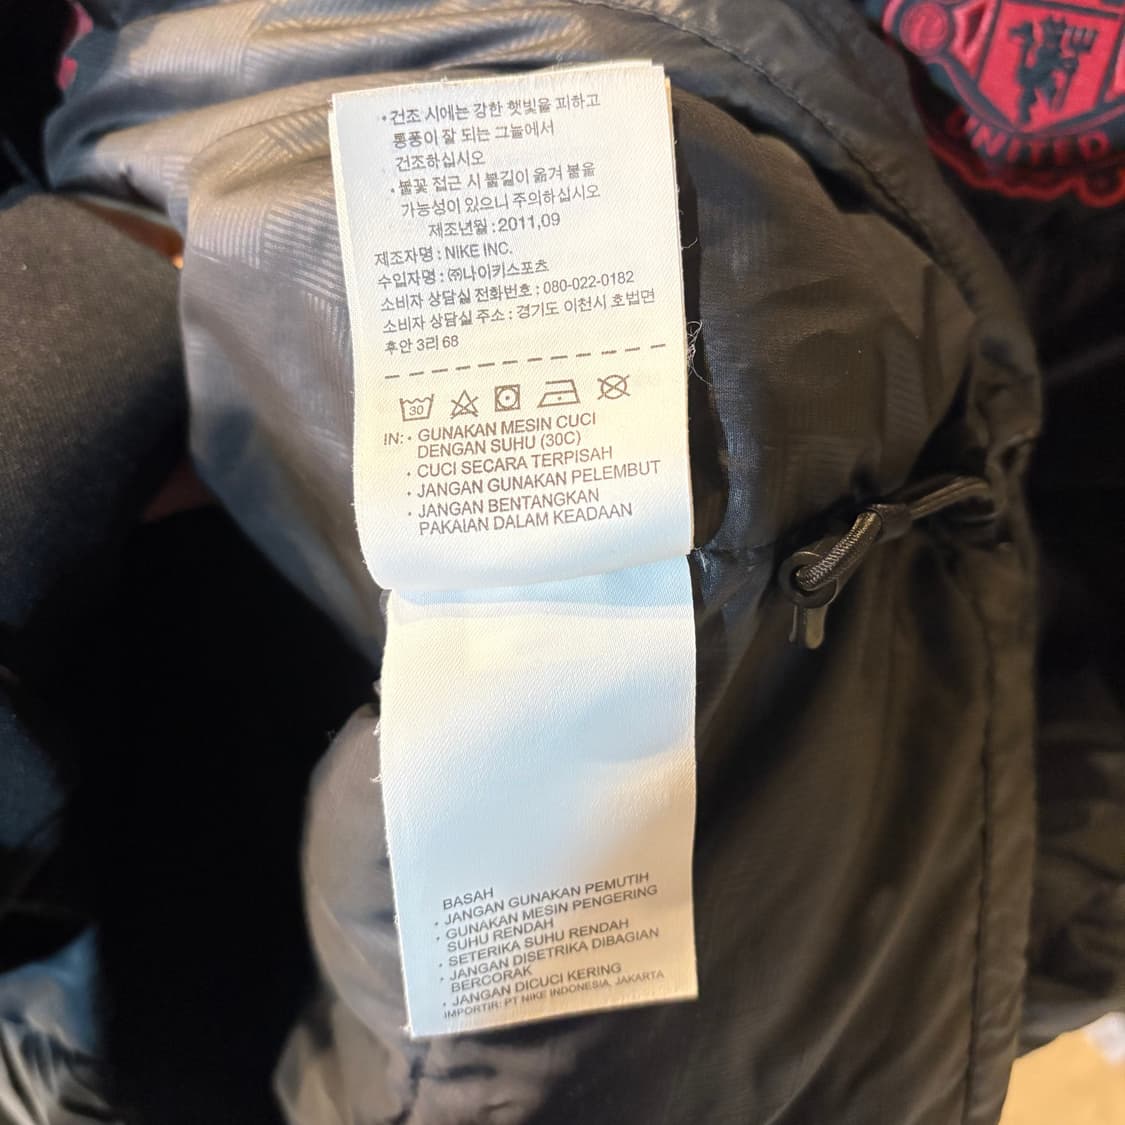 • 건조 시에는 강한 햇빛을 피하고
통풍이 잘 되는 그늘에서
건조하십시오
• 불꽃 접근 시 불길이 옮겨 붙을
가능성이 있으니 주의하십시오
제조년월 : 2011,09
제조자명 : NIKE INC.
수입자명 : ㈜나이키스포츠
소비자 상담실 전화번호 : 080-022-0182
소비자 상담실 주소 : 경기도 이천시 호법면
후안 3리 68
30
IN: • GUNAKAN MESIN CUCI
DENGAN SUHU (30C)
• CUCI SECARA TERPISAH
• JANGAN GUNAKAN PELEMBUT
• JANGAN BENTANGKAN
PAKAIAN DALAM KEADAAN
BASAH
• JANGAN GUNAKAN PEMUTIH
• GUNAKAN MESIN PENGERING
SUHU RENDAH
• SETERIKA SUHU RENDAH
• JANGAN DISETRIKA DIBAGIAN
BERCORAK
• JANGAN DICUCI KERING
IMPORTIR: PT NIKE INDONESIA, JAKARTA
UNITED